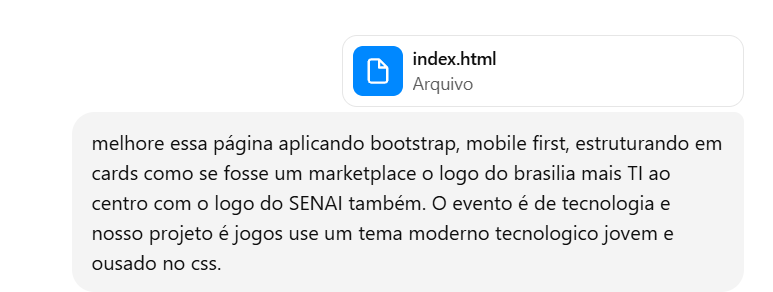 index.html
Arquivo
melhore essa página aplicando bootstrap, mobile first, estruturando em
cards como se fosse um marketplace o logo do brasilia mais TI ao
centro com o logo do SENAI também. O evento é de tecnologia e
nosso projeto é jogos use um tema moderno tecnologico jovem e
ousado no css.